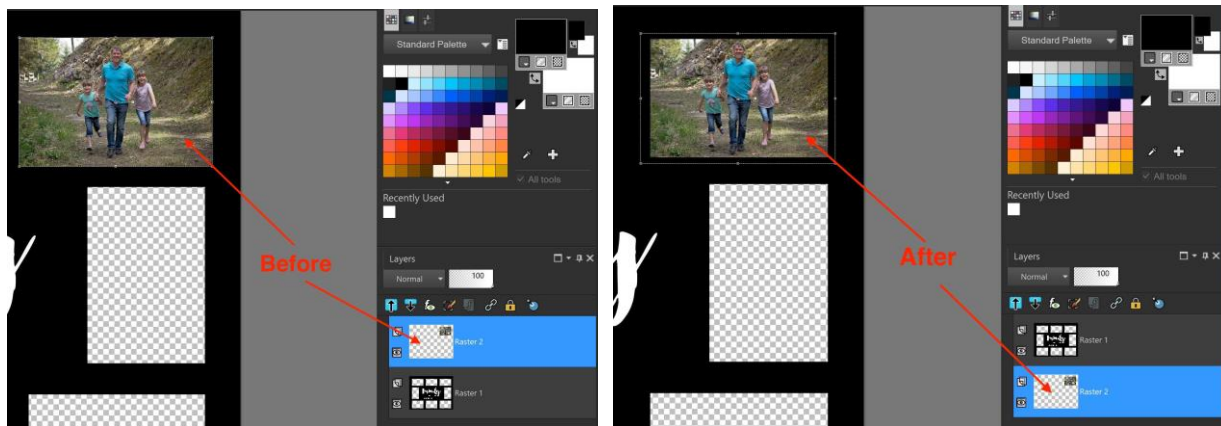 Standard Palette
All tools
Recently Used
Before
Layers
Normal 100
Raster 2
Raster 1
Standard Palette
All tools
Recently Used
After
Layers
Normal 100
Raster 1
Raster 2